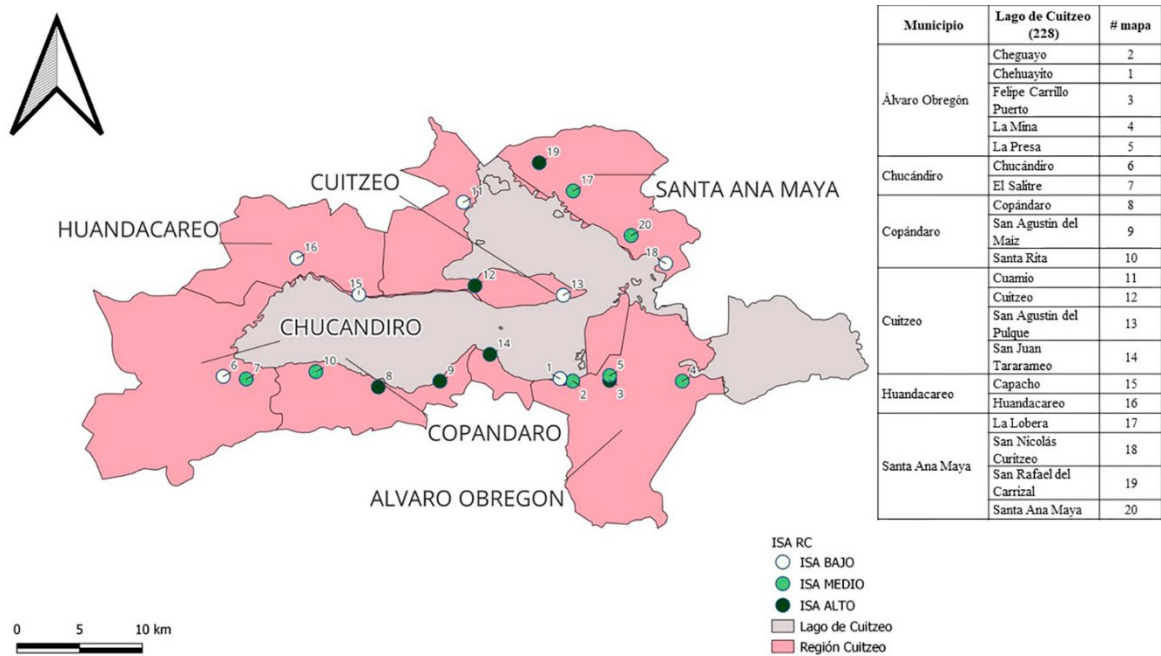 Municipio
Lago de Cuitzeo
(228)
# mapa
Álvaro Obregón
Cheguayo
2
Chehuayito
1
Felipe Carrillo
Puerto
3
La Mina
4
La Presa
5
Chucándiro
Chucándiro
6
El Salitre
7
Copándaro
Copándaro
8
San Agustin del
Maíz
9
Santa Rita
10
Cuitzeo
Cuamio
11
Cuitzeo
12
San Agustin del
Pulque
13
San Juan
Tararameo
14
Huandacareo
Capacho
15
Huandacareo
16
Santa Ana Maya
La Lobera
17
San Nicolás
Curitzeo
18
San Rafael del
Carrizal
19
Santa Ana Maya
20
19
CUITZEO
17
SANTA ANA MAYA
11
HUANDACAREO
20
16
18
12
13
15
CHUCANDIRO
14
6
7
10
8
9
1
2
5
3
4
COPANDARO
ALVARO OBREGON
ISA RC
ISA BAJO
ISA MEDIO
ISA ALTO
Lago de Cuitzeo
Región Cuitzeo
0 5 10 km